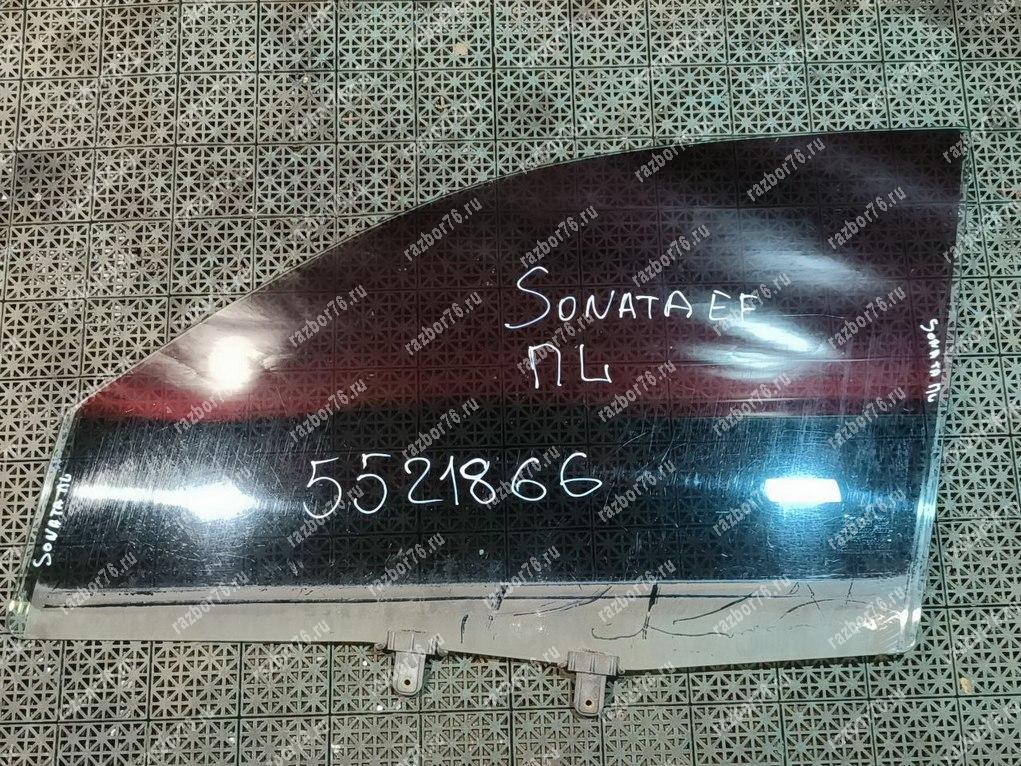 SONATA EF
ПL
SONATA ПL
5521866
SONATA ПL
razbor76.ru